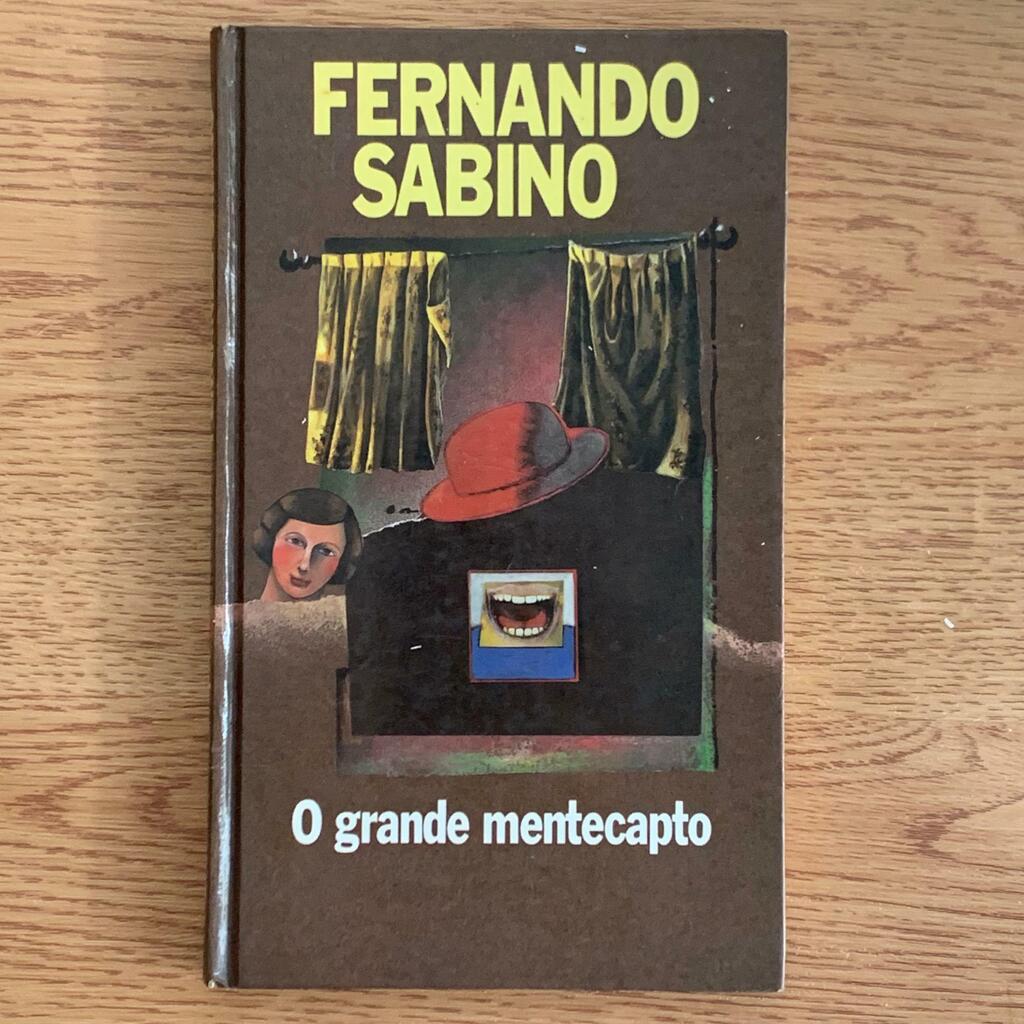 FERNANDO
SABINO
O grande mentecapto